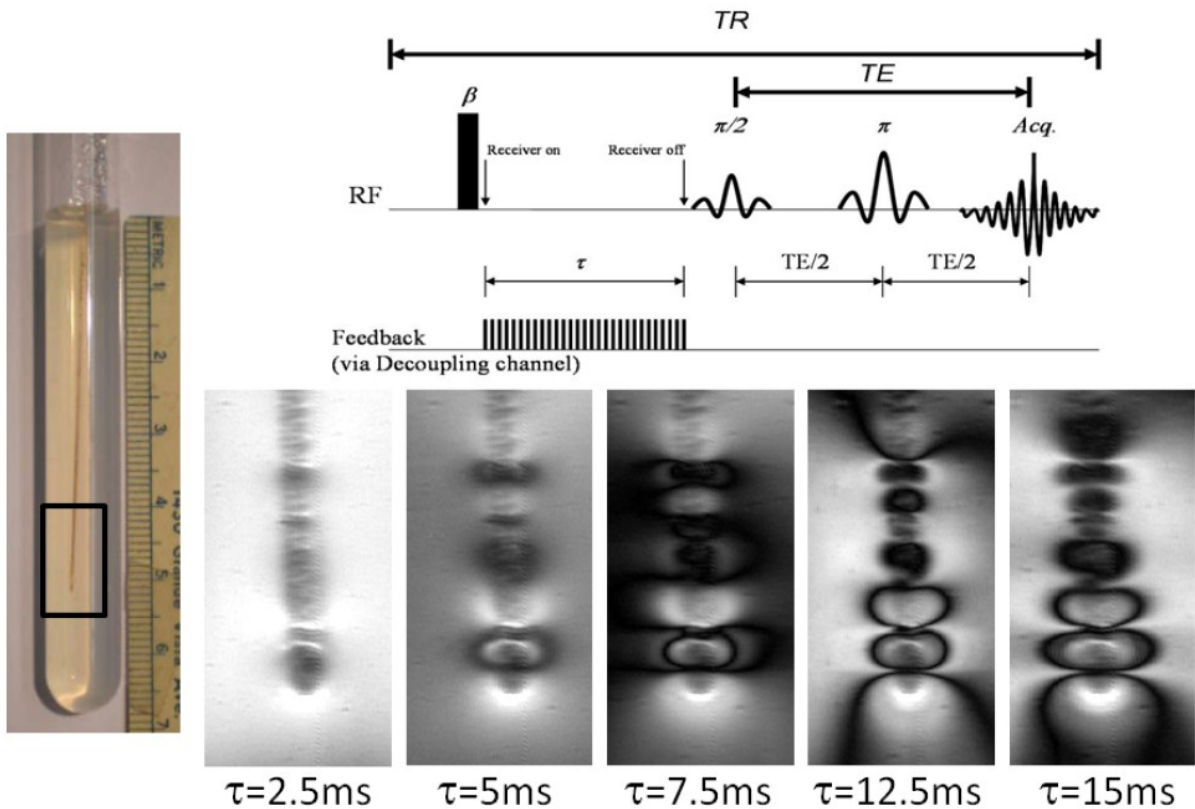 TR
TE
β
π/2
π
Acq.
Receiver on
Receiver off
RF
τ
TE/2
TE/2
Feedback
(via Decoupling channel)
METRIC
1
2
3
4
5
6
7
τ=2.5ms
τ=5ms
τ=7.5ms
τ=12.5ms
τ=15ms